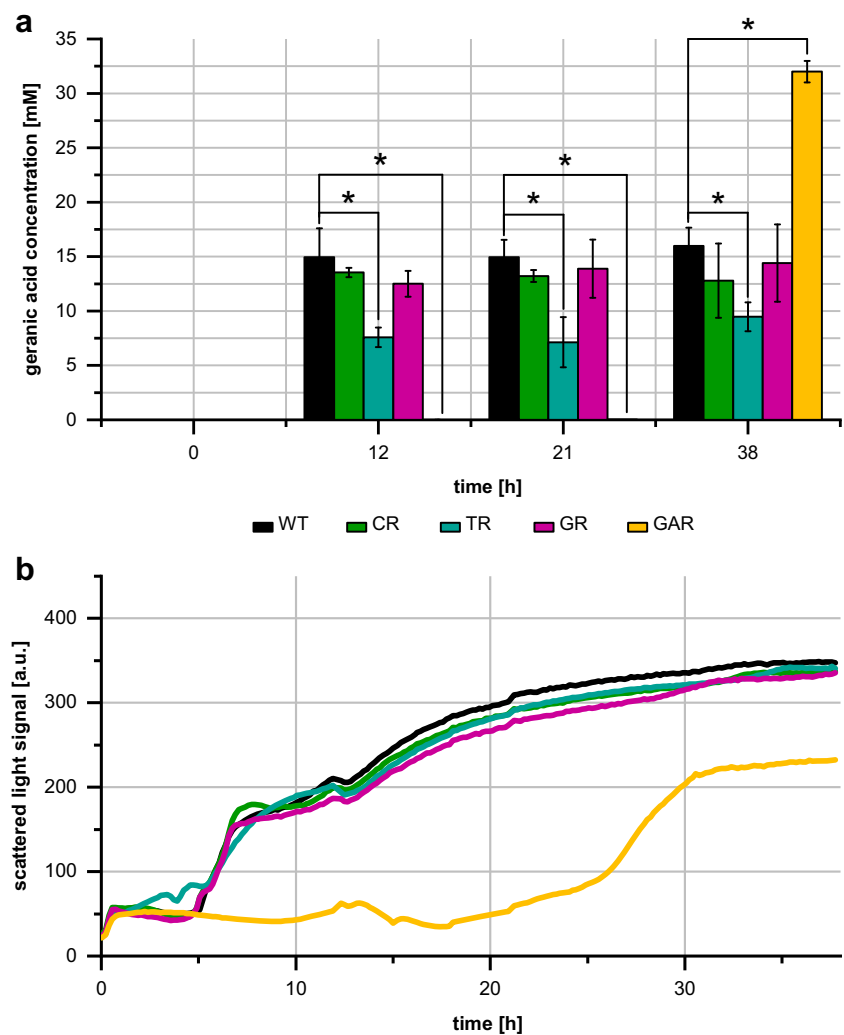 a
geranic acid concentration [mM]
35
30
25
20
15
10
5
0
*
*
*
*
*
*
0 12 21 38
time [h]
WT CR TR GR GAR
b
scattered light signal [a.u.]
400
300
200
100
0
0 10 20 30
time [h]